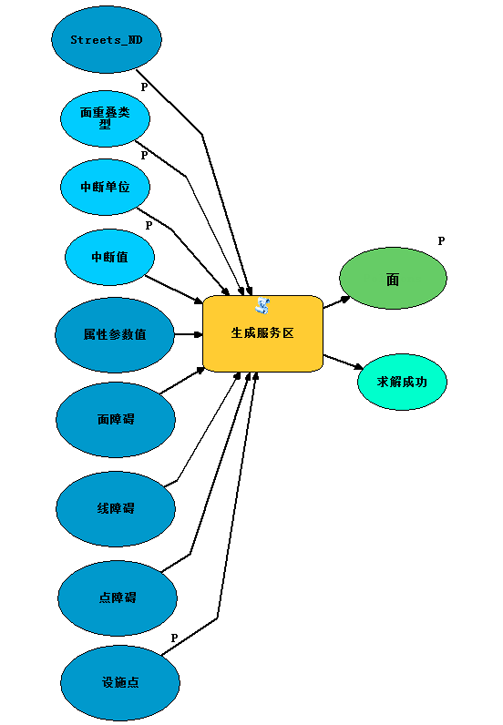 Streets_ND
P
面重叠类
型
P
中断单位
P
中断值
属性参数值
面障碍
线障碍
点障碍
P
设施点
生成服务区
P
面
求解成功